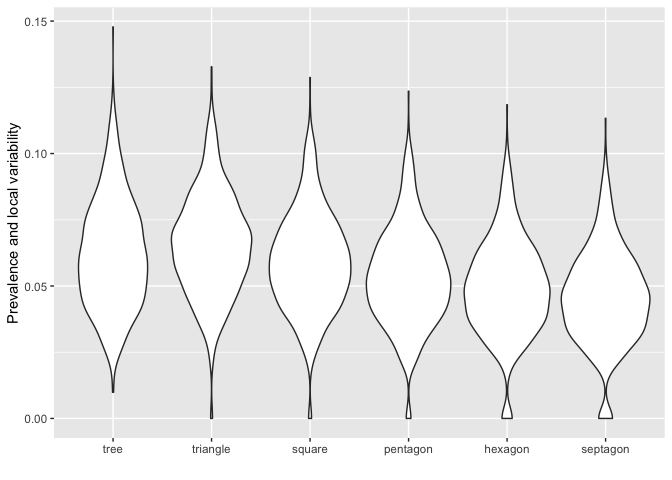 Prevalence and local variability
0.15
0.10
0.05
0.00
tree triangle square pentagon hexagon septagon